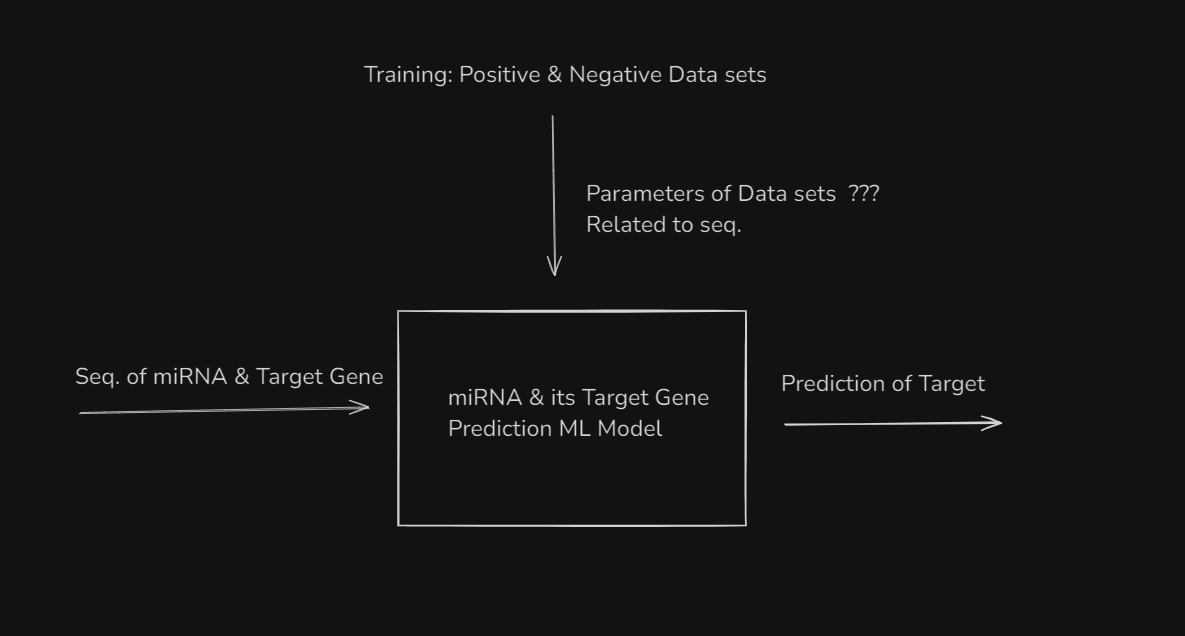 Training: Positive & Negative Data sets
Parameters of Data sets  ???
Related to seq.
Seq. of miRNA & Target Gene
miRNA & its Target Gene
Prediction ML Model
Prediction of Target